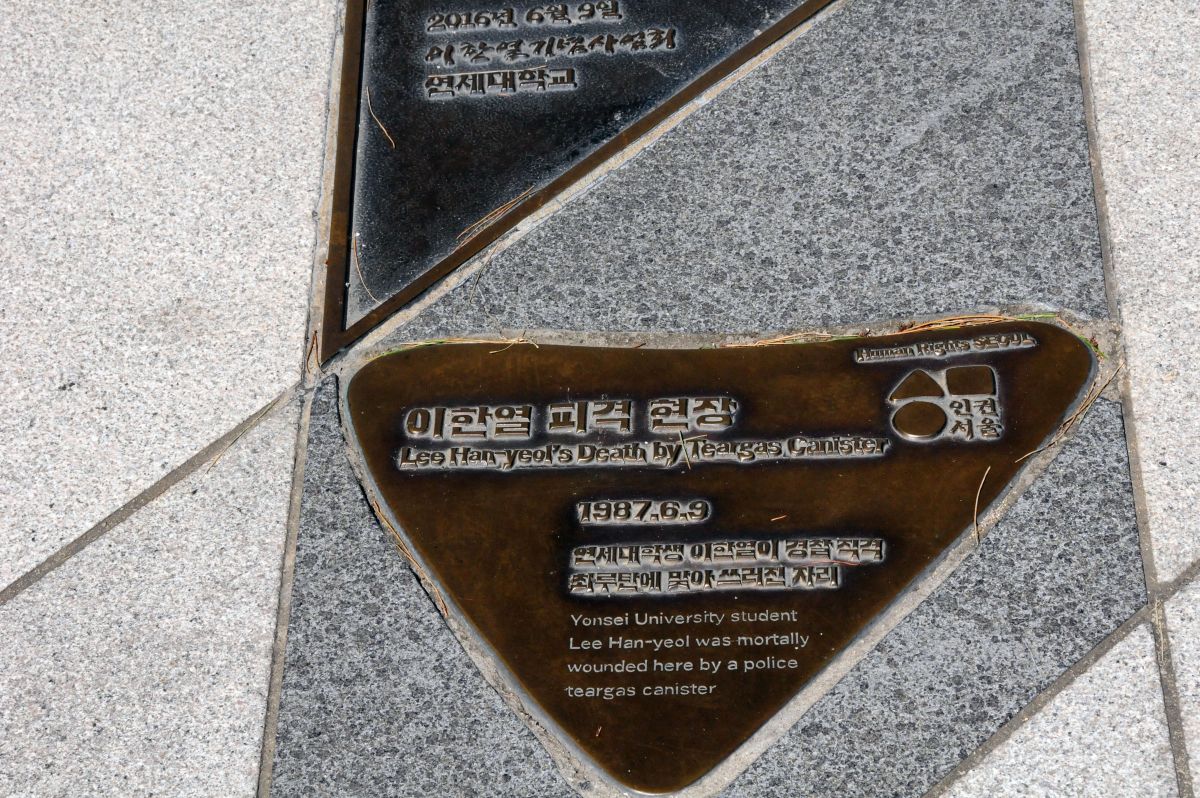 2016년 6월 9일
이한열기념사업회
연세대학교
Human Rights SEOUL
인권
서울
이한열 피격 현장
Lee Han-yeol's Death by Teargas Canister
1987.6.9
연세대학생 이한열이 경찰 직격
최루탄에 맞아 쓰러진 자리
Yonsei University student
Lee Han-yeol was mortally
wounded here by a police
teargas canister